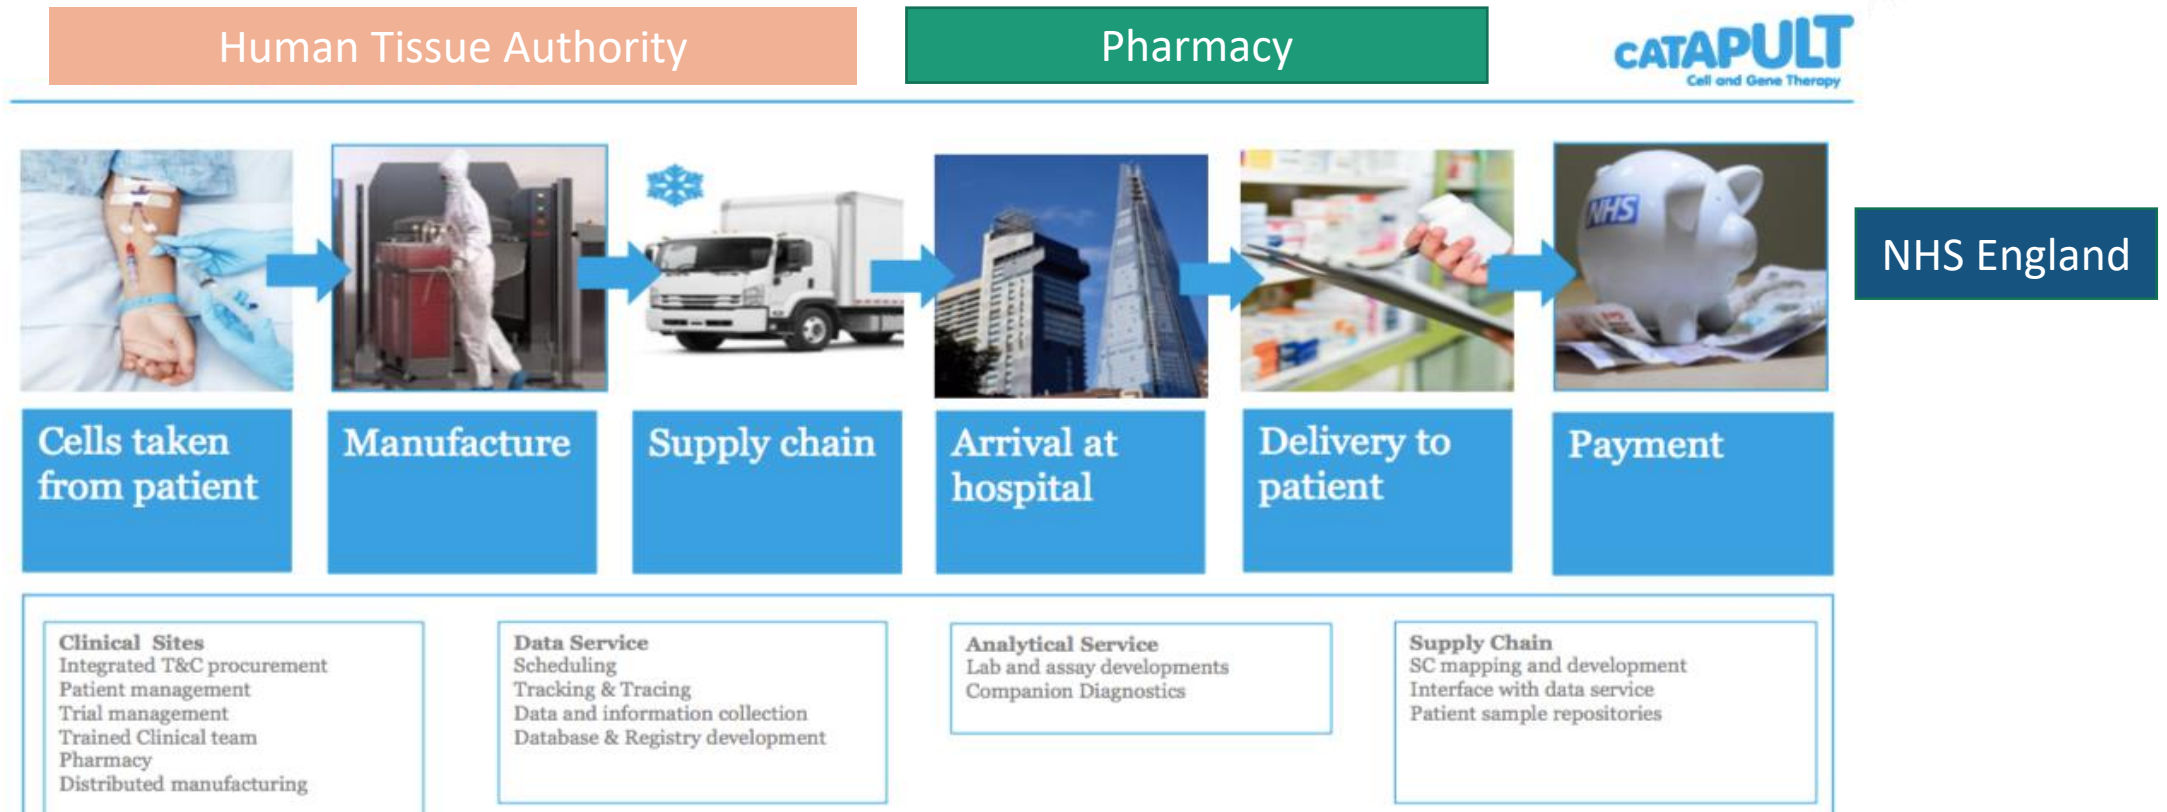 Human Tissue Authority
Pharmacy
CATAPULT
Cell and Gene Therapy
NHS
NHS England
Cells taken
from patient
Manufacture
Supply chain
Arrival at
hospital
Delivery to
patient
Payment
Clinical Sites
Integrated T&C procurement
Patient management
Trial management
Trained Clinical team
Pharmacy
Distributed manufacturing
Data Service
Scheduling
Tracking & Tracing
Data and information collection
Database & Registry development
Analytical Service
Lab and assay developments
Companion Diagnostics
Supply Chain
SC mapping and development
Interface with data service
Patient sample repositories